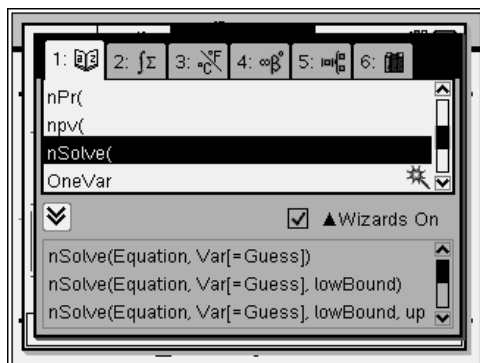 1: 2: ∫Σ 3: °C°F 4: ∞β° 5: 6:
nPr(
npv(
nSolve(
OneVar
▲Wizards On
nSolve(Equation, Var[=Guess])
nSolve(Equation, Var[=Guess], lowBound)
nSolve(Equation, Var[=Guess], lowBound, up